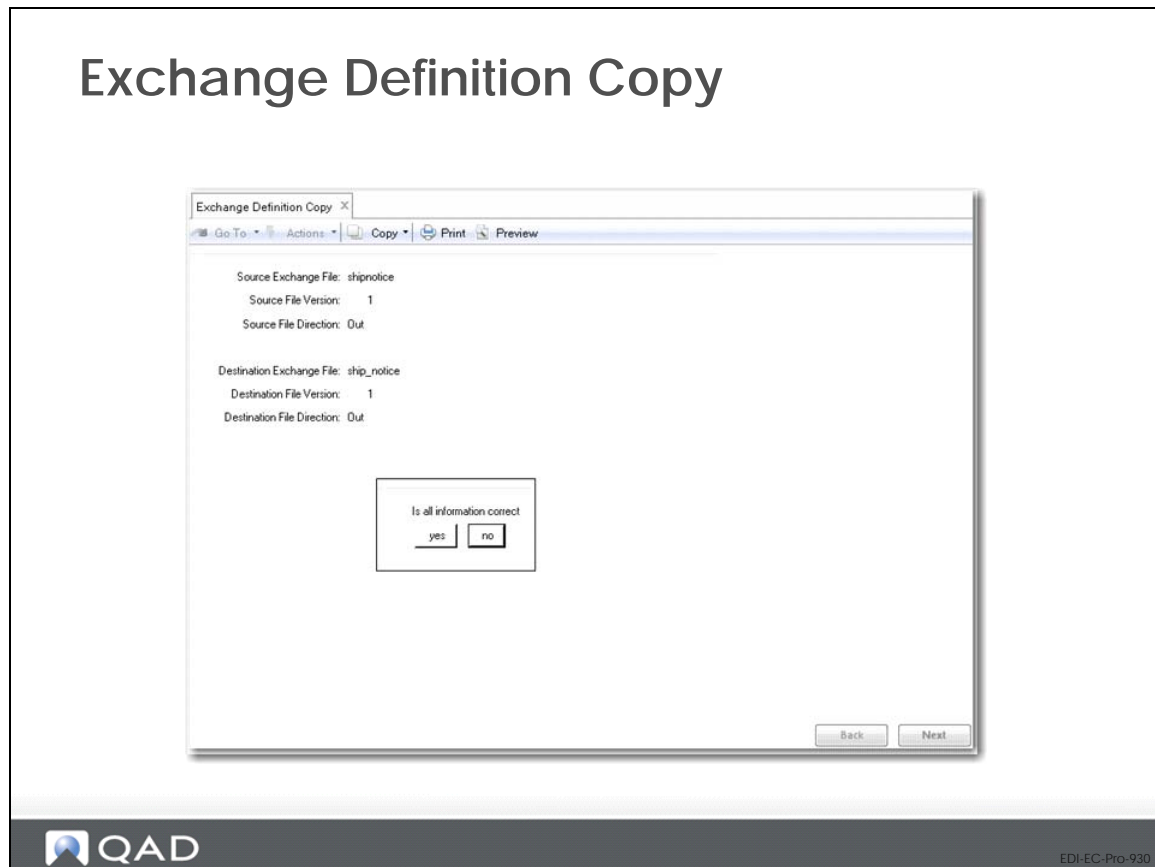 Exchange Definition Copy
Exchange Definition Copy X
Go To Actions Copy Print Preview
Source Exchange File: shipnotice
Source File Version: 1
Source File Direction: Out
Destination Exchange File: ship_notice
Destination File Version: 1
Destination File Direction: Out
Is all information correct
yes no
Back Next
QAD
EDI-EC-Pro-930